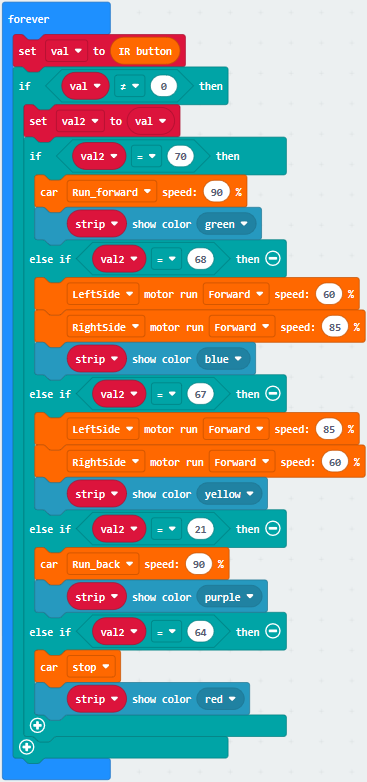 forever
set val to IR button
if val ≠ 0 then
set val2 to val
if val2 = 70 then
car Run_forward speed: 90 %
strip show color green
else if val2 = 68 then
LeftSide motor run Forward speed: 60 %
RightSide motor run Forward speed: 85 %
strip show color blue
else if val2 = 67 then
LeftSide motor run Forward speed: 85 %
RightSide motor run Forward speed: 60 %
strip show color yellow
else if val2 = 21 then
car Run_back speed: 90 %
strip show color purple
else if val2 = 64 then
car stop
strip show color red